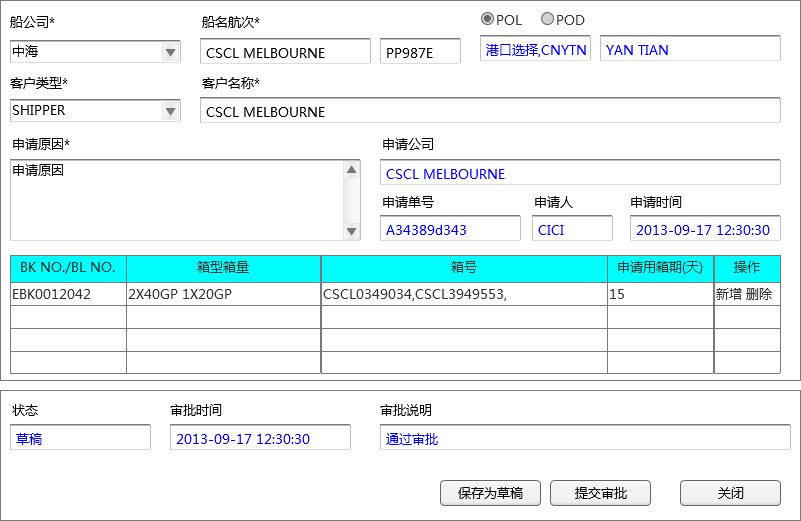 船公司* 船名航次* POL POD
中海 CSCL MELBOURNE PP987E 港口选择,CNYTN YAN TIAN
客户类型* 客户名称*
SHIPPER CSCL MELBOURNE
申请原因* 申请公司
申请原因 CSCL MELBOURNE
申请单号 申请人 申请时间
A34389d343 CICI 2013-09-17 12:30:30
BK NO./BL NO. 箱型箱量 箱号 申请用箱期(天) 操作
EBK0012042 2X40GP 1X20GP CSCL0349034,CSCL3949553, 15 新增 删除
状态 审批时间 审批说明
草稿 2013-09-17 12:30:30 通过审批
保存为草稿 提交审批 关闭